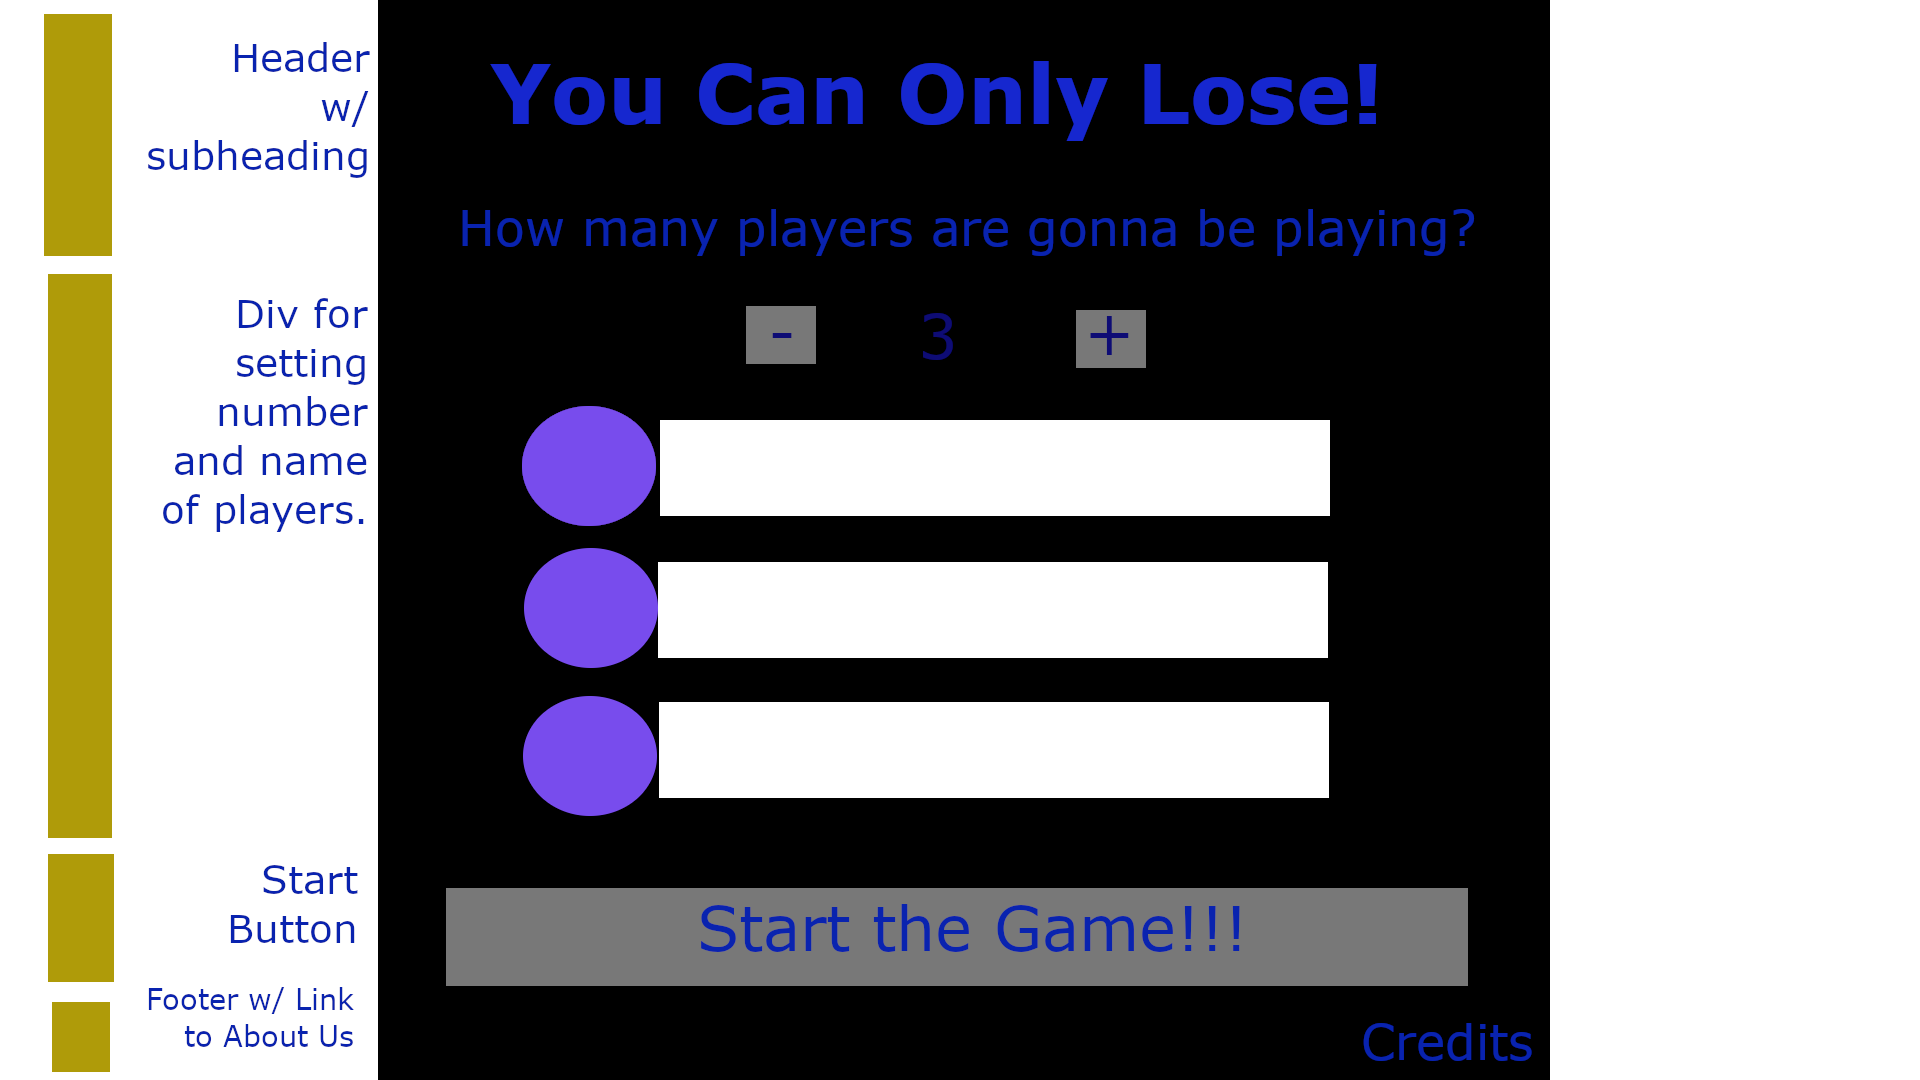 Header
w/
subheading
Div for
setting
number
and name
of players.
Start
Button
Footer w/ Link
to About Us
You Can Only Lose!
How many players are gonna be playing?
- 3 +
Start the Game!!!
Credits